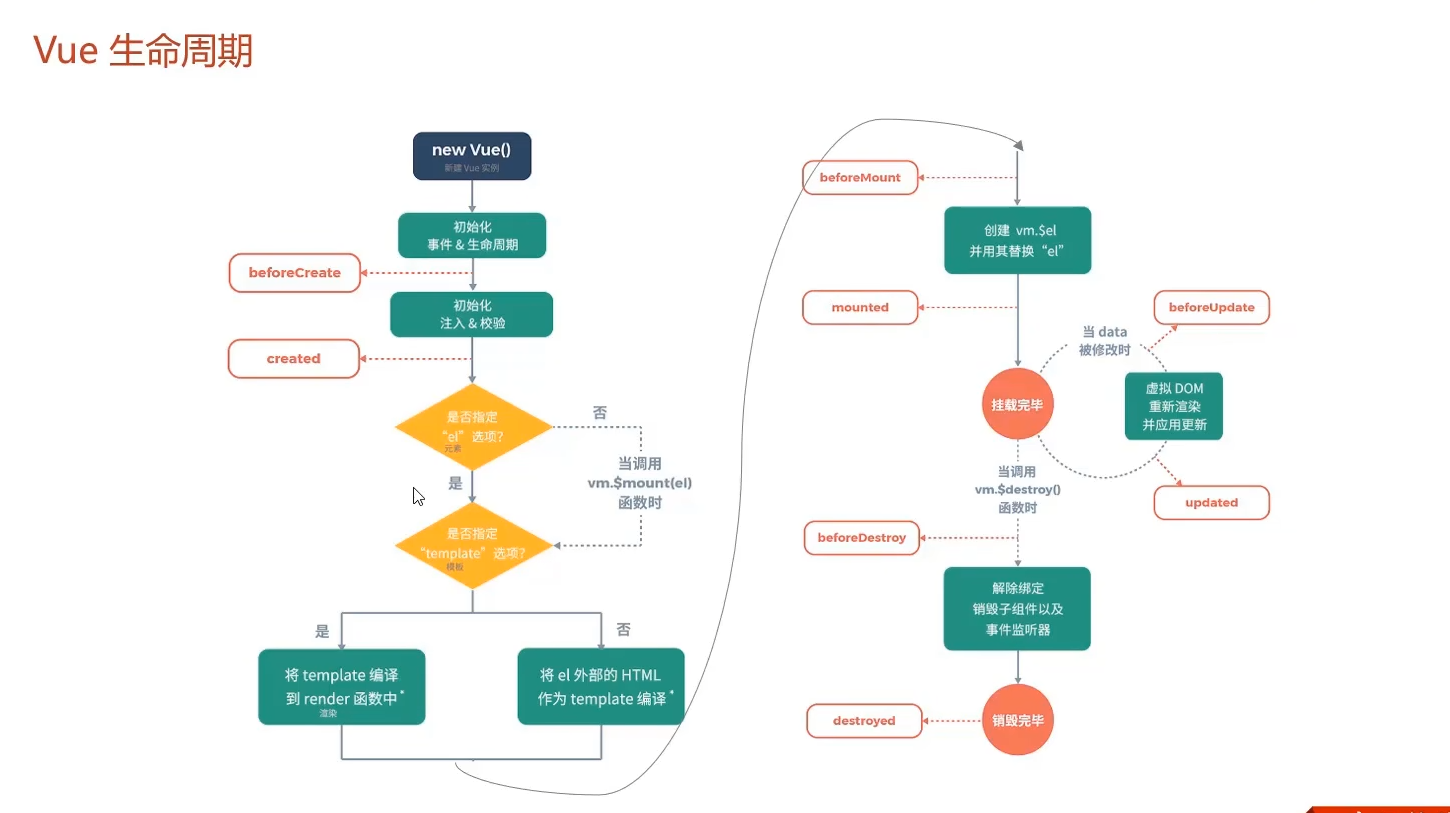 Vue 生命周期
new Vue()
新建 Vue 实例
初始化
事件 & 生命周期
beforeCreate
初始化
注入 & 校验
created
是否指定
“el” 选项?
元素
否
是
当调用
vm.$mount(el)
函数时
是否指定
“template” 选项?
模板
是
否
将 template 编译
到 render 函数中*
渲染
将 el 外部的 HTML
作为 template 编译*
beforeMount
创建 vm.$el
并用其替换 “el”
mounted
beforeUpdate
当 data
被修改时
挂载完毕
虚拟 DOM
重新渲染
并应用更新
updated
当调用
vm.$destroy()
函数时
beforeDestroy
解除绑定
销毁子组件以及
事件监听器
destroyed
销毁完毕